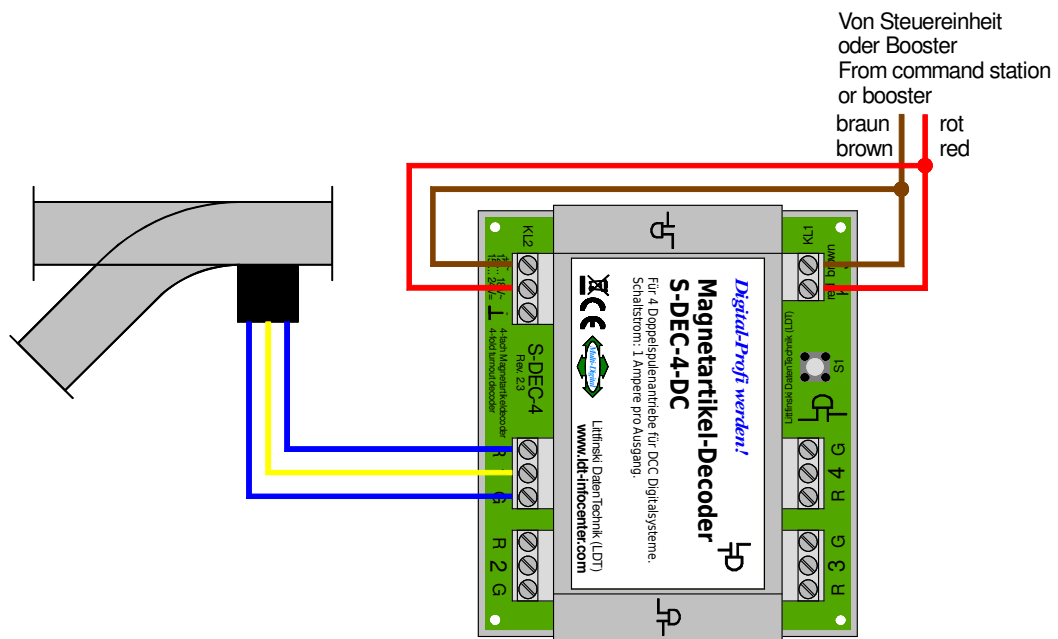 Von Steuereinheit
oder Booster
From command station
or booster
braun rot
brown red
KL2
KL1
S-DEC-4
Rev. 2.3
4-fach Magnetartikeldecoder
4-fold turnout decoder
Digital-Profi werden!
Magnetartikel-Decoder
S-DEC-4-DC
Für 4 Doppelspulenantriebe für DCC Digitalsysteme.
Schaltstrom: 1 Ampere pro Ausgang.
CE
Multi-Digital
Littfinski DatenTechnik (LDT)
www.ldt-infocenter.com
S1
Littfinski DatenTechnik (LDT)
R G
R 2 G
R 4 G
R 3 G